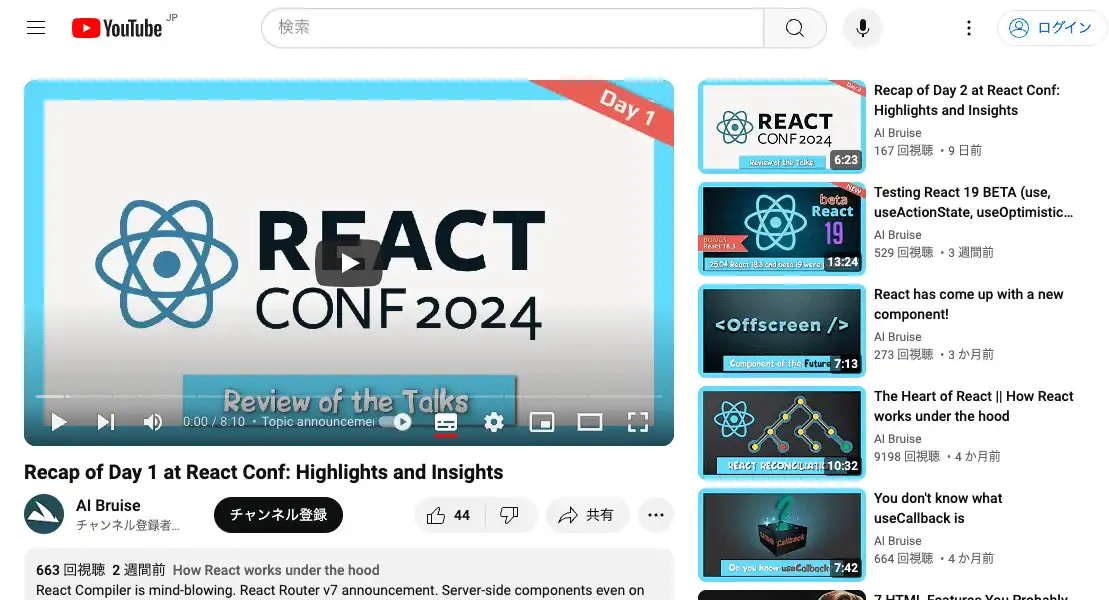 YouTube JP
検索
ログイン
Day 1
REACT
CONF 2024
Review of the Talks
0:00 / 8:10 • Topic announcemen
Recap of Day 1 at React Conf: Highlights and Insights
AI Bruise
チャンネル登録者...
チャンネル登録
44
共有
663 回視聴 2 週間前 How React works under the hood
React Compiler is mind-blowing. React Router v7 announcement. Server-side components even on
Day 2
REACT
CONF 2024
Review of the Talks
6:23
Recap of Day 2 at React Conf:
Highlights and Insights
AI Bruise
167 回視聴 ・9 日前
NEW
beta
React
19
BONUS
React 18.3
25.04 React 18.3 and beta 19 were
13:24
Testing React 19 BETA (use,
useActionState, useOptimistic...
AI Bruise
529 回視聴 ・3 週間前
<Offscreen />
Component of the Future
7:13
React has come up with a new
component!
AI Bruise
273 回視聴 ・3 か月前
REACT RECONCILIATI
10:32
The Heart of React || How React
works under the hood
AI Bruise
9198 回視聴 ・4 か月前
Use Callback
Do you know useCallback
7:42
You don't know what
useCallback is
AI Bruise
664 回視聴 ・4 か月前
7 HTML Features You Probably